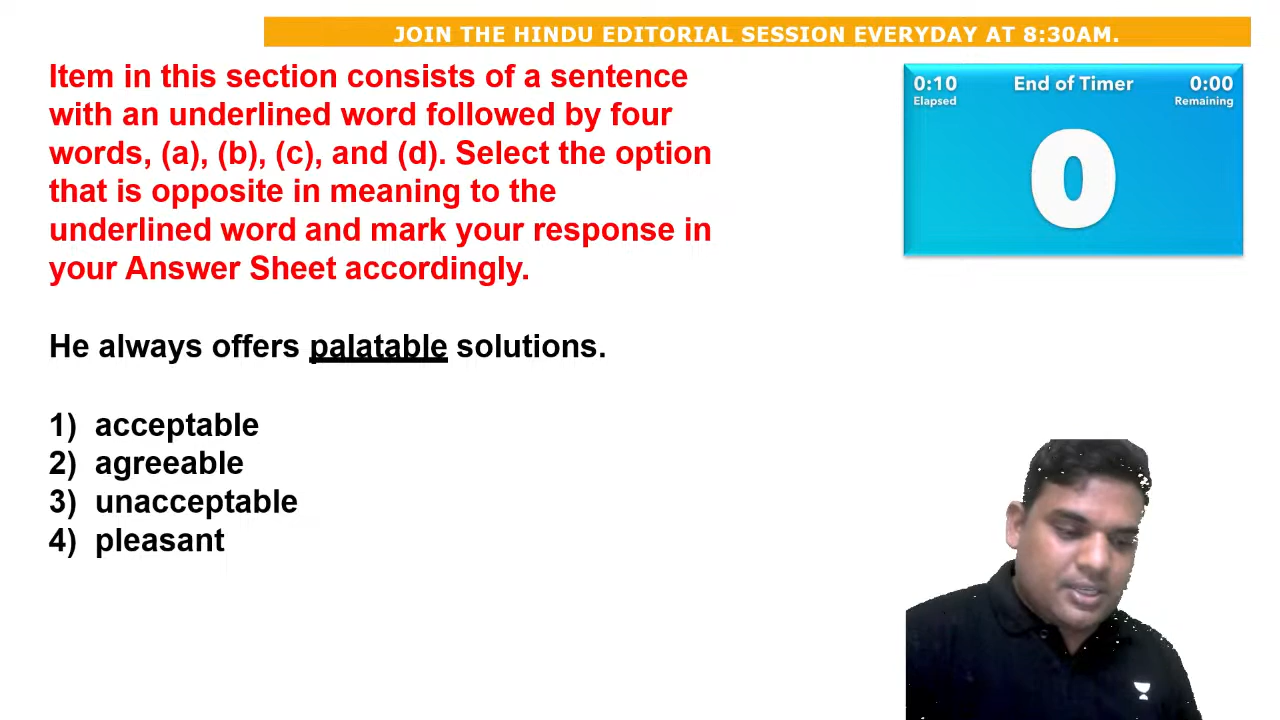 JOIN THE HINDU EDITORIAL SESSION EVERYDAY AT 8:30AM.
Item in this section consists of a sentence
with an underlined word followed by four
words, (a), (b), (c), and (d). Select the option
that is opposite in meaning to the
underlined word and mark your response in
your Answer Sheet accordingly.
0:10 End of Timer 0:00
Elapsed Remaining
0
He always offers palatable solutions.
1) acceptable
2) agreeable
3) unacceptable
4) pleasant